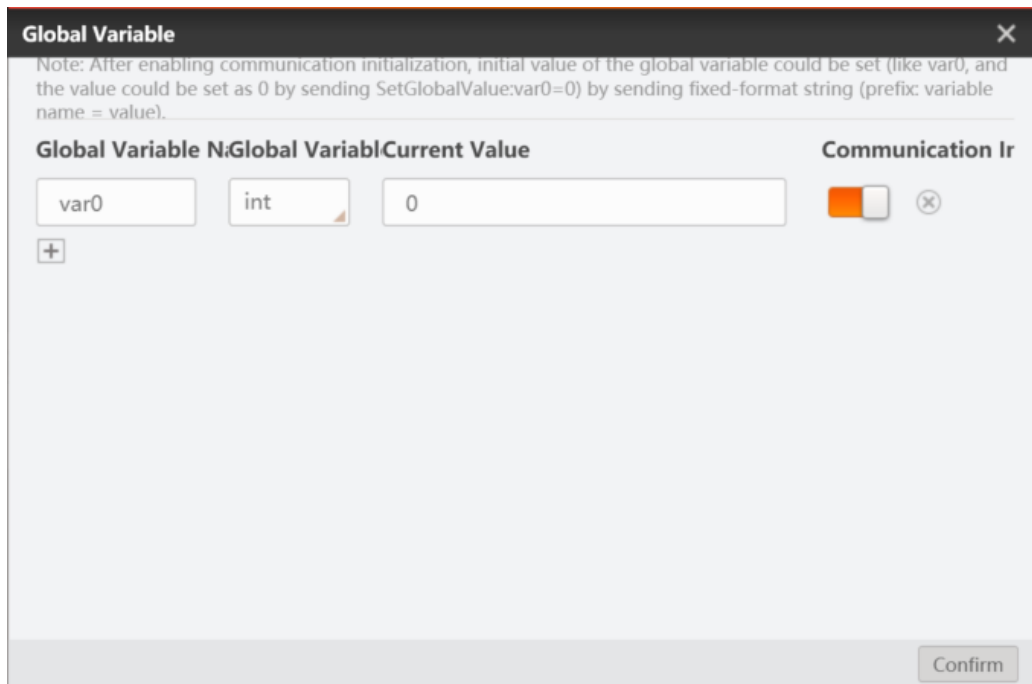 Global Variable
Note: After enabling communication initialization, initial value of the global variable could be set (like var0, and
the value could be set as 0 by sending SetGlobalValue:var0=0) by sending fixed-format string (prefix: variable
name = value).
Global Variable Na Global Variabl Current Value Communication In
var0 int 0
Confirm